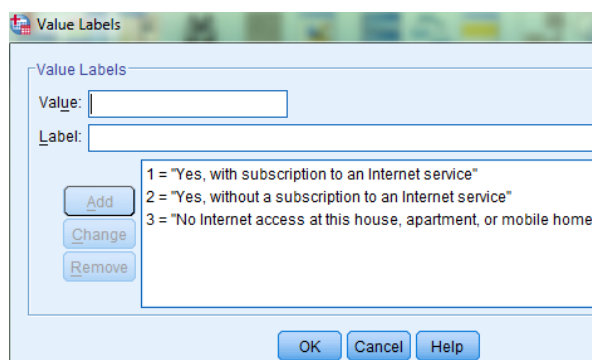 Value Labels
Value Labels
Value:
Label:
1 = "Yes, with subscription to an Internet service"
2 = "Yes, without a subscription to an Internet service"
3 = "No Internet access at this house, apartment, or mobile home
Add
Change
Remove
OK Cancel Help